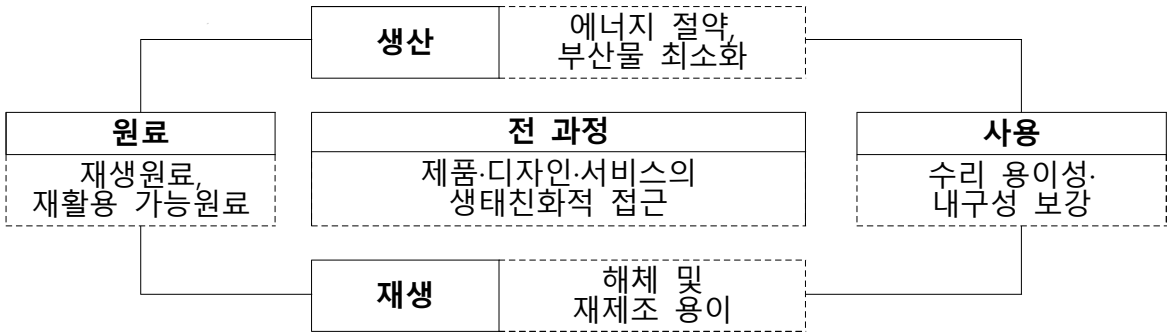 생산
에너지 절약,
부산물 최소화
원료
재생원료,
재활용 가능원료
전 과정
제품·디자인·서비스의
생태친화적 접근
사용
수리 용이성·
내구성 보강
재생
해체 및
재제조 용이